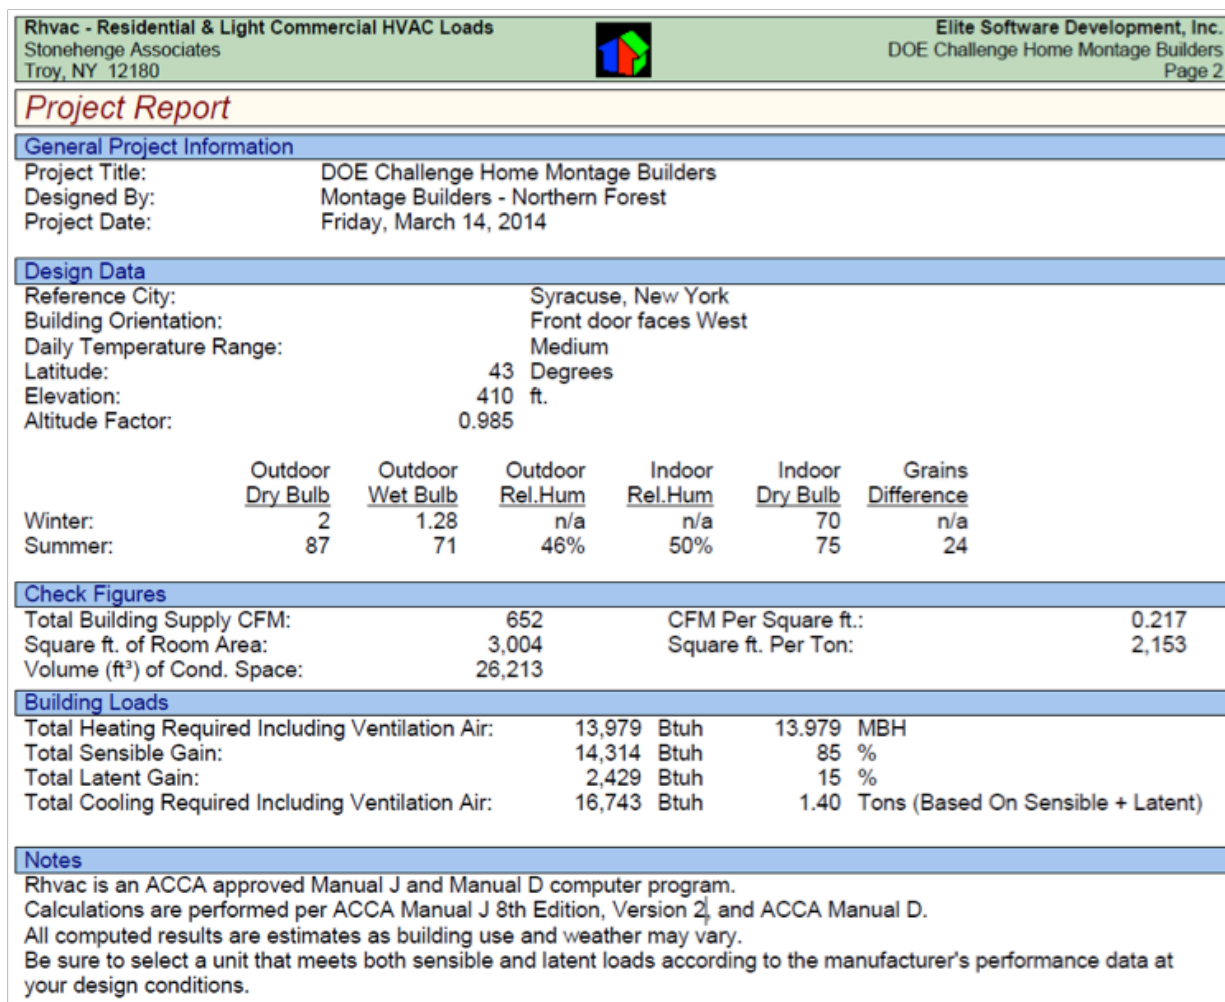 Rhvac - Residential & Light Commercial HVAC Loads Elite Software Development, Inc.
Stonehenge Associates DOE Challenge Home Montage Builders
Troy, NY 12180 Page 2
Project Report
General Project Information
Project Title: DOE Challenge Home Montage Builders
Designed By: Montage Builders - Northern Forest
Project Date: Friday, March 14, 2014
Design Data
Reference City: Syracuse, New York
Building Orientation: Front door faces West
Daily Temperature Range: Medium
Latitude: 43 Degrees
Elevation: 410 ft.
Altitude Factor: 0.985
Outdoor Outdoor Outdoor Indoor Indoor Grains
Dry Bulb Wet Bulb Rel.Hum Rel.Hum Dry Bulb Difference
Winter: 2 1.28 n/a n/a 70 n/a
Summer: 87 71 46% 50% 75 24
Check Figures
Total Building Supply CFM: 652 CFM Per Square ft.: 0.217
Square ft. of Room Area: 3,004 Square ft. Per Ton: 2,153
Volume (ft³) of Cond. Space: 26,213
Building Loads
Total Heating Required Including Ventilation Air: 13,979 Btuh 13.979 MBH
Total Sensible Gain: 14,314 Btuh 85 %
Total Latent Gain: 2,429 Btuh 15 %
Total Cooling Required Including Ventilation Air: 16,743 Btuh 1.40 Tons (Based On Sensible + Latent)
Notes
Rhvac is an ACCA approved Manual J and Manual D computer program.
Calculations are performed per ACCA Manual J 8th Edition, Version 2, and ACCA Manual D.
All computed results are estimates as building use and weather may vary.
Be sure to select a unit that meets both sensible and latent loads according to the manufacturer's performance data at
your design conditions.